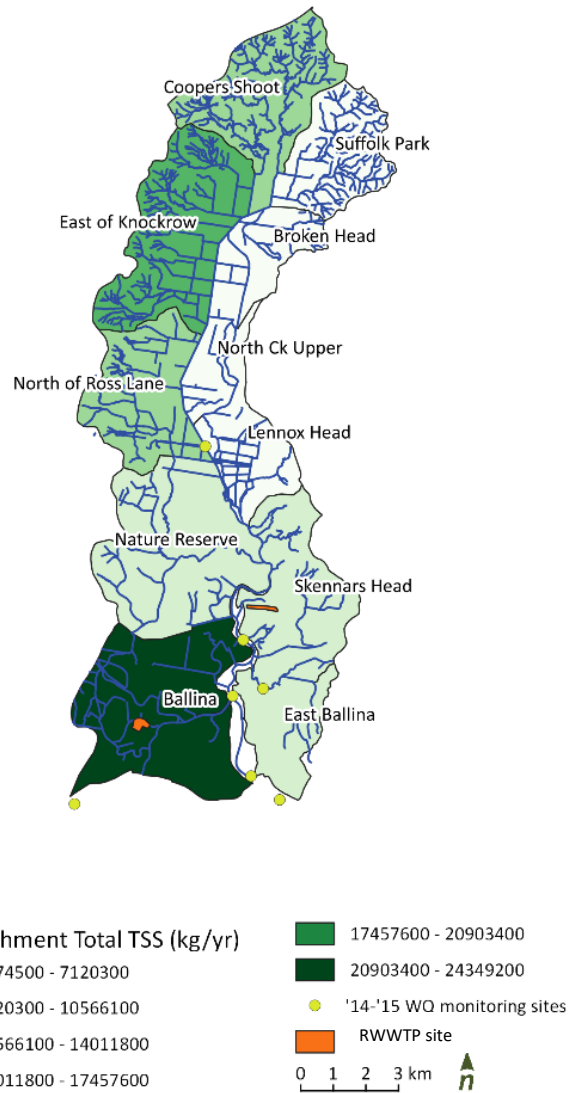 Coopers Shoot
Suffolk Park
East of Knockrow
Broken Head
North Ck Upper
North of Ross Lane
Lennox Head
Nature Reserve
Skennars Head
Ballina
East Ballina
hment Total TSS (kg/yr)
74500 - 7120300
20300 - 10566100
566100 - 14011800
011800 - 17457600
17457600 - 20903400
20903400 - 24349200
'14-'15 WQ monitoring sites
RWWTP site
0 1 2 3 km
n